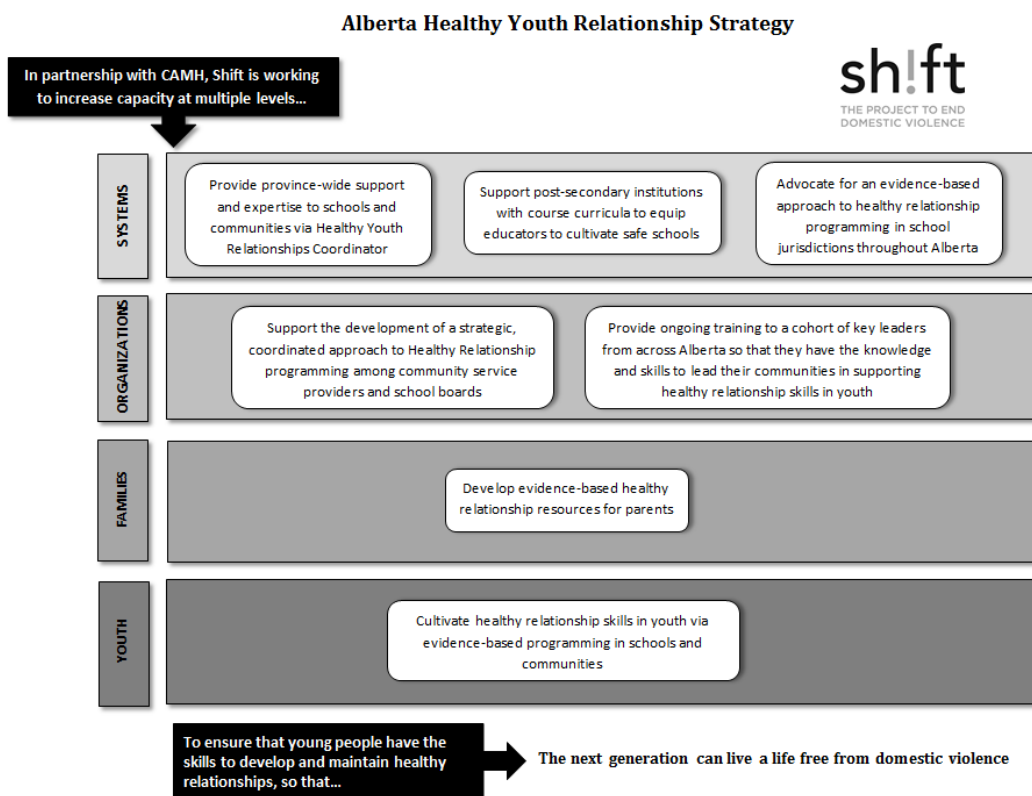 Alberta Healthy Youth Relationship Strategy
In partnership with CAMH, Shift is working
to increase capacity at multiple levels...
sh!ft
THE PROJECT TO END
DOMESTIC VIOLENCE
SYSTEMS
Provide province-wide support
and expertise to schools and
communities via Healthy Youth
Relationships Coordinator
Support post-secondary institutions
with course curricula to equip
educators to cultivate safe schools
Advocate for an evidence-based
approach to healthy relationship
programming in school
jurisdictions throughout Alberta
ORGANIZATIONS
Support the development of a strategic,
coordinated approach to Healthy Relationship
programming among community service
providers and school boards
Provide ongoing training to a cohort of key leaders
from across Alberta so that they have the knowledge
and skills to lead their communities in supporting
healthy relationship skills in youth
FAMILIES
Develop evidence-based healthy
relationship resources for parents
YOUTH
Cultivate healthy relationship skills in youth via
evidence-based programming in schools and
communities
To ensure that young people have the
skills to develop and maintain healthy
relationships, so that...
The next generation can live a life free from domestic violence